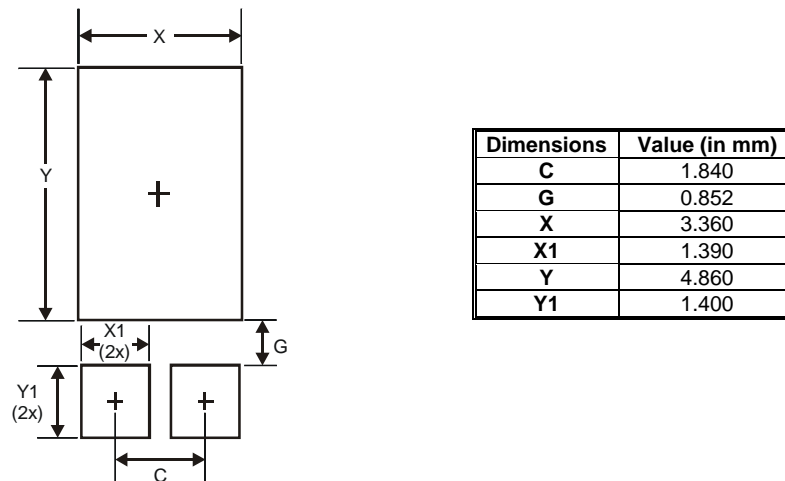 X
Y
X1
(2x)
G
Y1
(2x)
C
Dimensions Value (in mm)
C 1.840
G 0.852
X 3.360
X1 1.390
Y 4.860
Y1 1.400